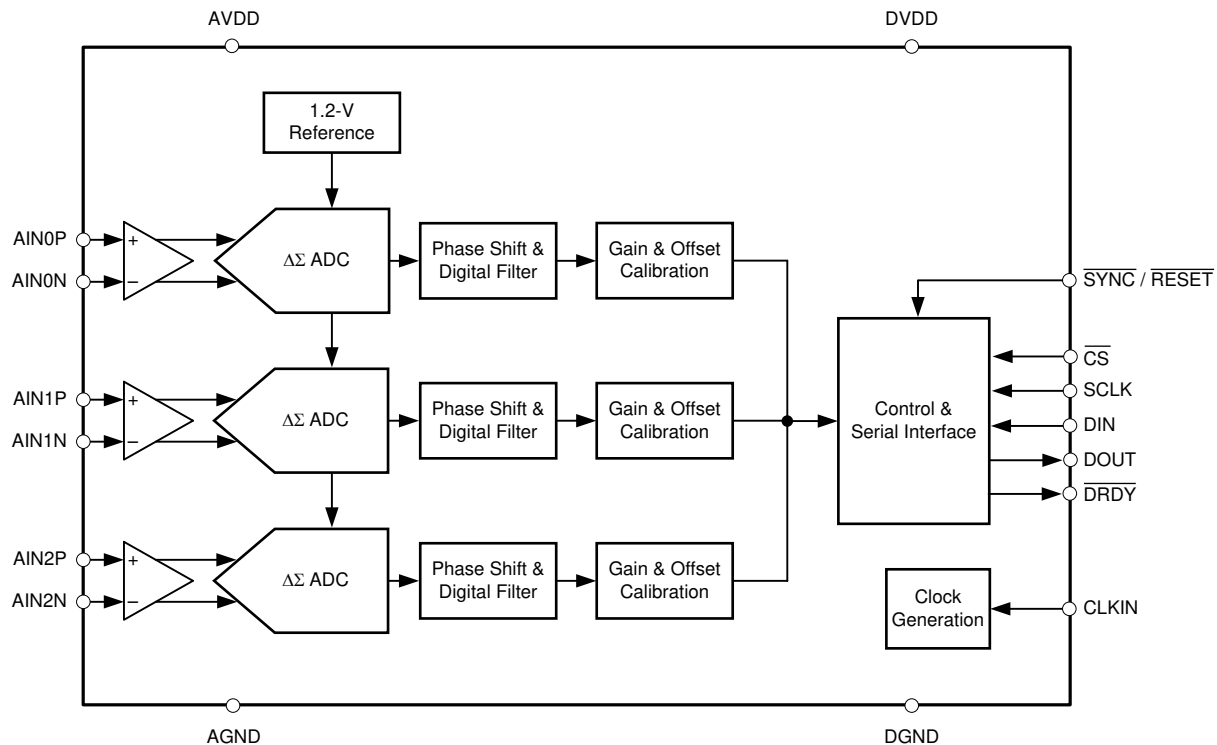 AVDD
DVDD
1.2-V
Reference
AIN0P
+
AIN0N
−
ΔΣ ADC
Phase Shift &
Digital Filter
Gain & Offset
Calibration
SYNC / RESET
AIN1P
+
AIN1N
−
ΔΣ ADC
Phase Shift &
Digital Filter
Gain & Offset
Calibration
Control &
Serial Interface
CS
SCLK
DIN
DOUT
DRDY
AIN2P
+
AIN2N
−
ΔΣ ADC
Phase Shift &
Digital Filter
Gain & Offset
Calibration
Clock
Generation
CLKIN
AGND
DGND